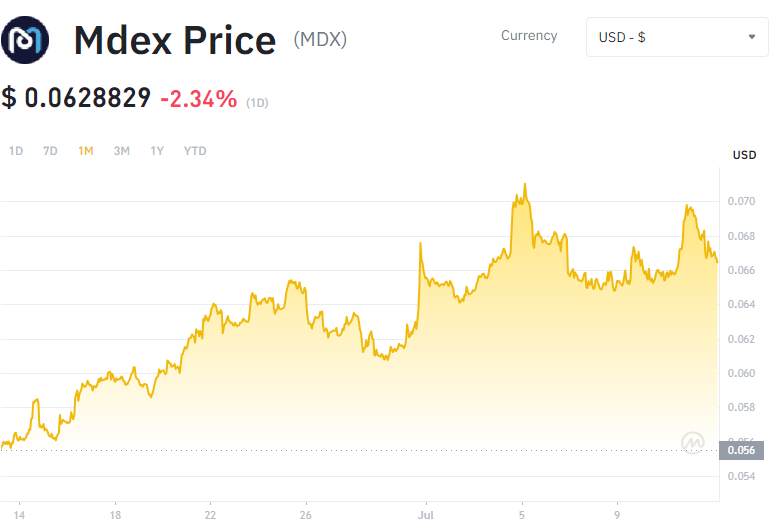 Mdex Price (MDX)
Currency
USD - $
$ 0.0628829 -2.34% (1D)
1D 7D 1M 3M 1Y YTD
USD
0.070
0.068
0.066
0.064
0.062
0.060
0.058
0.056
0.056
0.054
14 18 22 26 Jul 5 9